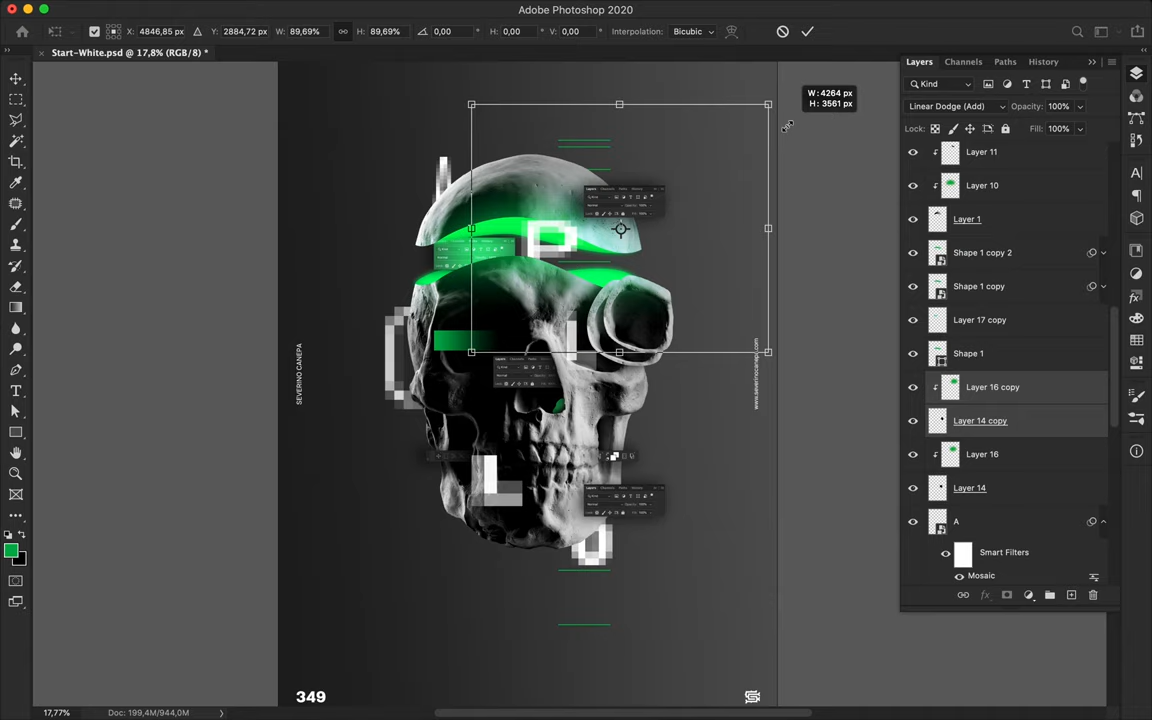 Adobe Photoshop 2020
X: 4846,85 px Y: 2884,72 px W: 89,69% H: 89,69% 0,00 H: 0,00 V: 0,00 Interpolation: Bicubic
Start-White.psd @ 17,8% (RGB/8) *
Layers Channels Paths History
Kind
W: 4264 px
H: 3561 px
Linear Dodge (Add) Opacity: 100%
Lock: Fill: 100%
Layer 11
Layer 10
Layer 1
Shape 1 copy 2
Shape 1 copy
Layer 17 copy
Shape 1
Layer 16 copy
Layer 14 copy
Layer 16
Layer 14
A
Smart Filters
Mosaic
SEVERINO CANEPA
www.severinocanepa.com
349
17,77% Doc: 199,4M/944,0M